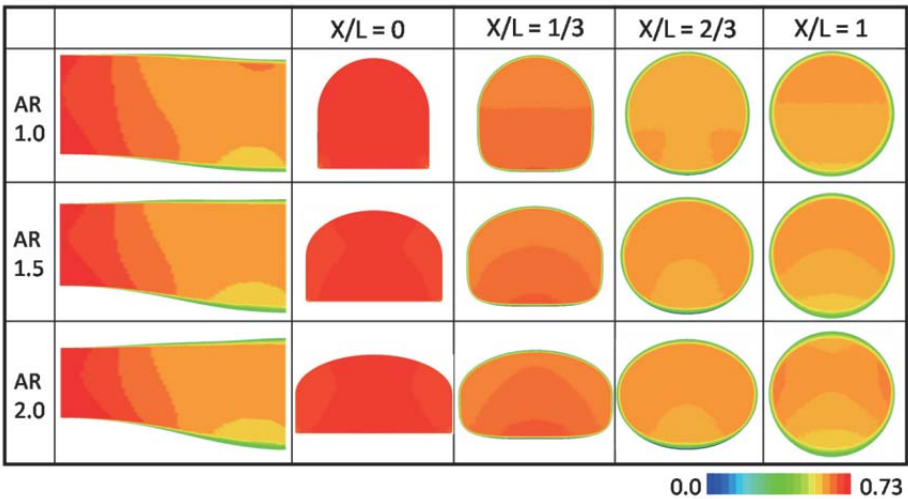 X/L = 0 X/L = 1/3 X/L = 2/3 X/L = 1
AR
1.0
AR
1.5
AR
2.0
0.0 0.73